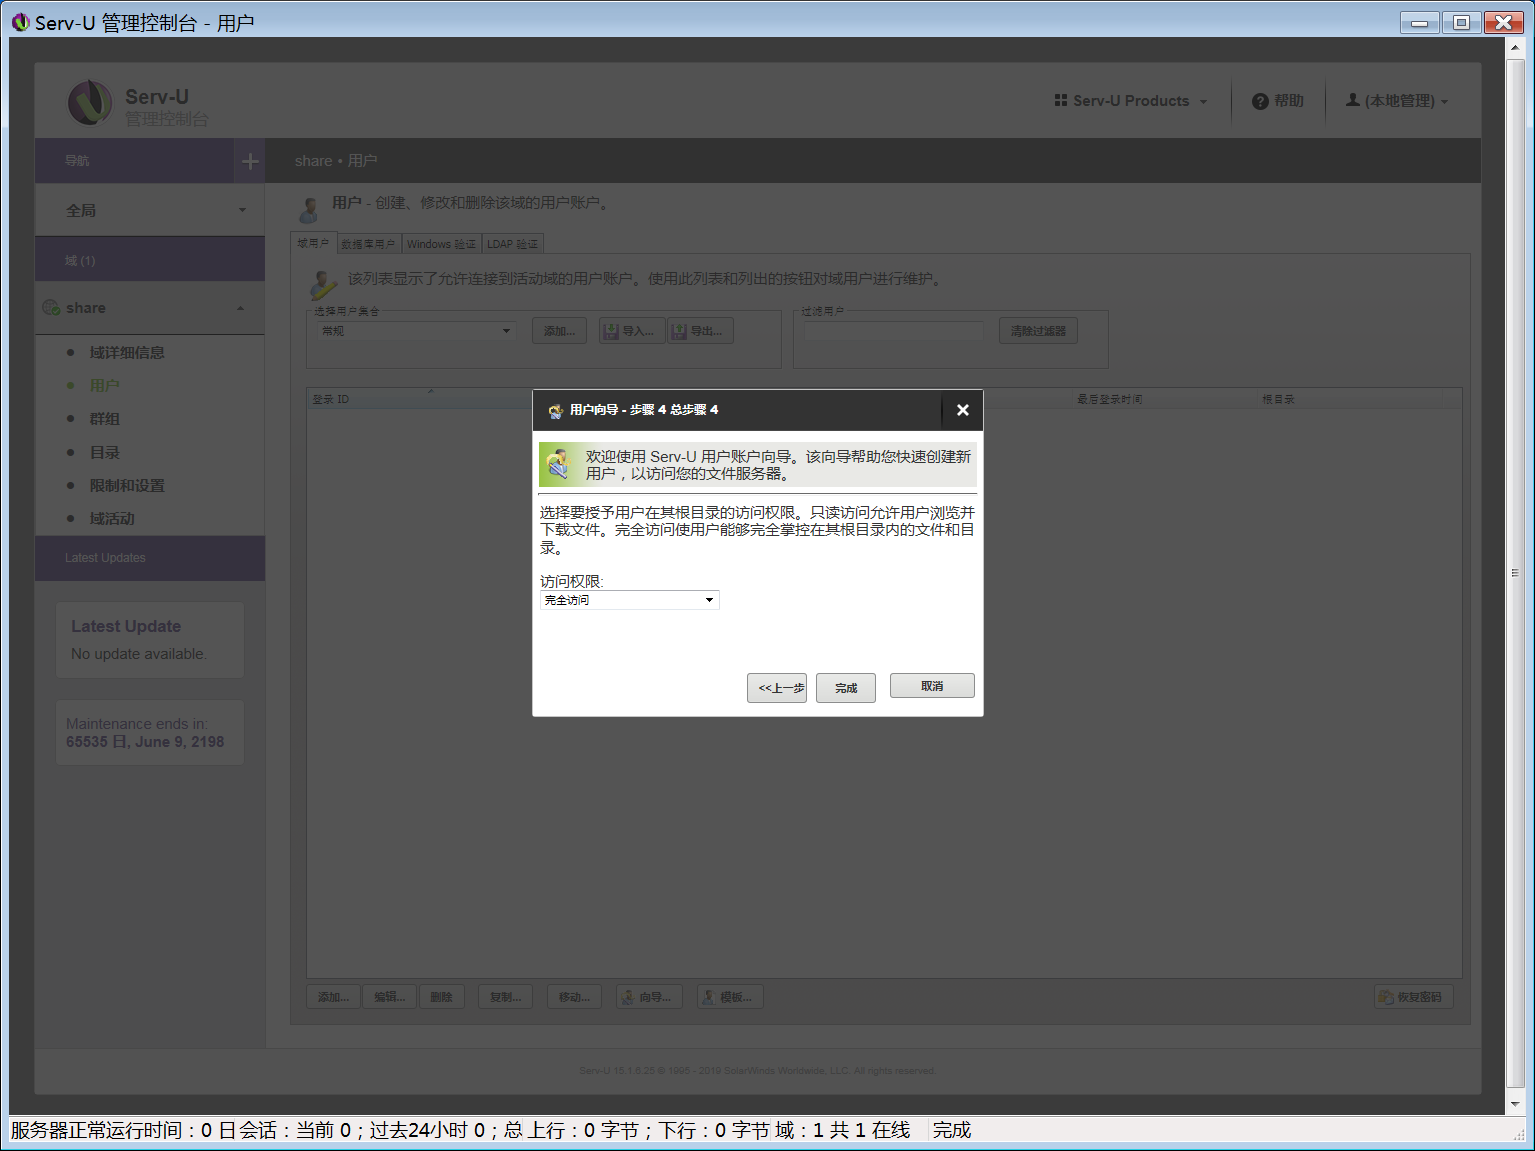 Serv-U 管理控制台 - 用户
Serv-U
管理控制台
Serv-U Products
帮助
(本地管理)
导航
share • 用户
全局
域 (1)
share
域详细信息
用户
群组
目录
限制和设置
域活动
Latest Updates
Latest Update
No update available.
Maintenance ends in:
65535 日, June 9, 2198
用户 - 创建、修改和删除该域的用户账户。
域用户
数据库用户
Windows 验证
LDAP 验证
该列表显示了允许连接到活动域的用户账户。使用此列表和列出的按钮对域用户进行维护。
选择用户集合
常规
添加...
导入...
导出...
过滤用户
清除过滤器
登录 ID
最后登录时间
根目录
用户向导 - 步骤 4 总步骤 4
欢迎使用 Serv-U 用户账户向导。该向导帮助您快速创建新
用户，以访问您的文件服务器。
选择要授予用户在其根目录的访问权限。只读访问允许用户浏览并
下载文件。完全访问使用户能够完全掌控在其根目录内的文件和目
录。
访问权限:
完全访问
<<上一步
完成
取消
添加...
编辑...
删除
复制...
移动...
向导...
模板...
恢复密码
Serv-U 15.1.6.25 © 1995 - 2019 SolarWinds Worldwide, LLC. All rights reserved.
服务器正常运行时间：0 日 会话：当前 0；过去24小时 0；总 上行：0 字节；下行：0 字节 域：1 共 1 在线 完成